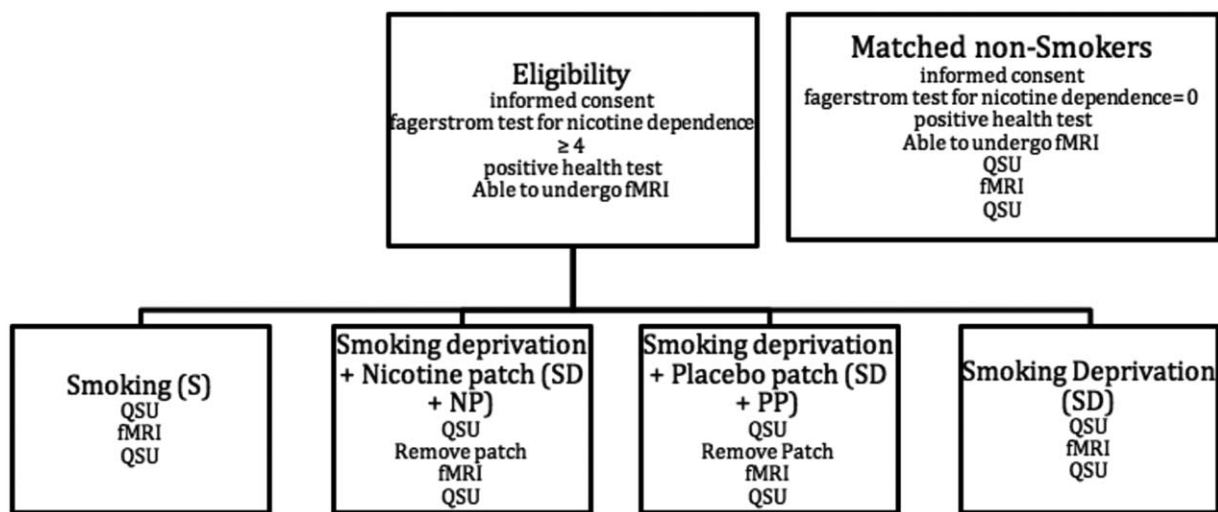 Eligibility
informed consent
fagerstrom test for nicotine dependence
≥ 4
positive health test
Able to undergo fMRI
Matched non-Smokers
informed consent
fagerstrom test for nicotine dependence= 0
positive health test
Able to undergo fMRI
QSU
fMRI
QSU
Smoking (S)
QSU
fMRI
QSU
Smoking deprivation
+ Nicotine patch (SD
+ NP)
QSU
Remove patch
fMRI
QSU
Smoking deprivation
+ Placebo patch (SD
+ PP)
QSU
Remove Patch
fMRI
QSU
Smoking Deprivation
(SD)
QSU
fMRI
QSU